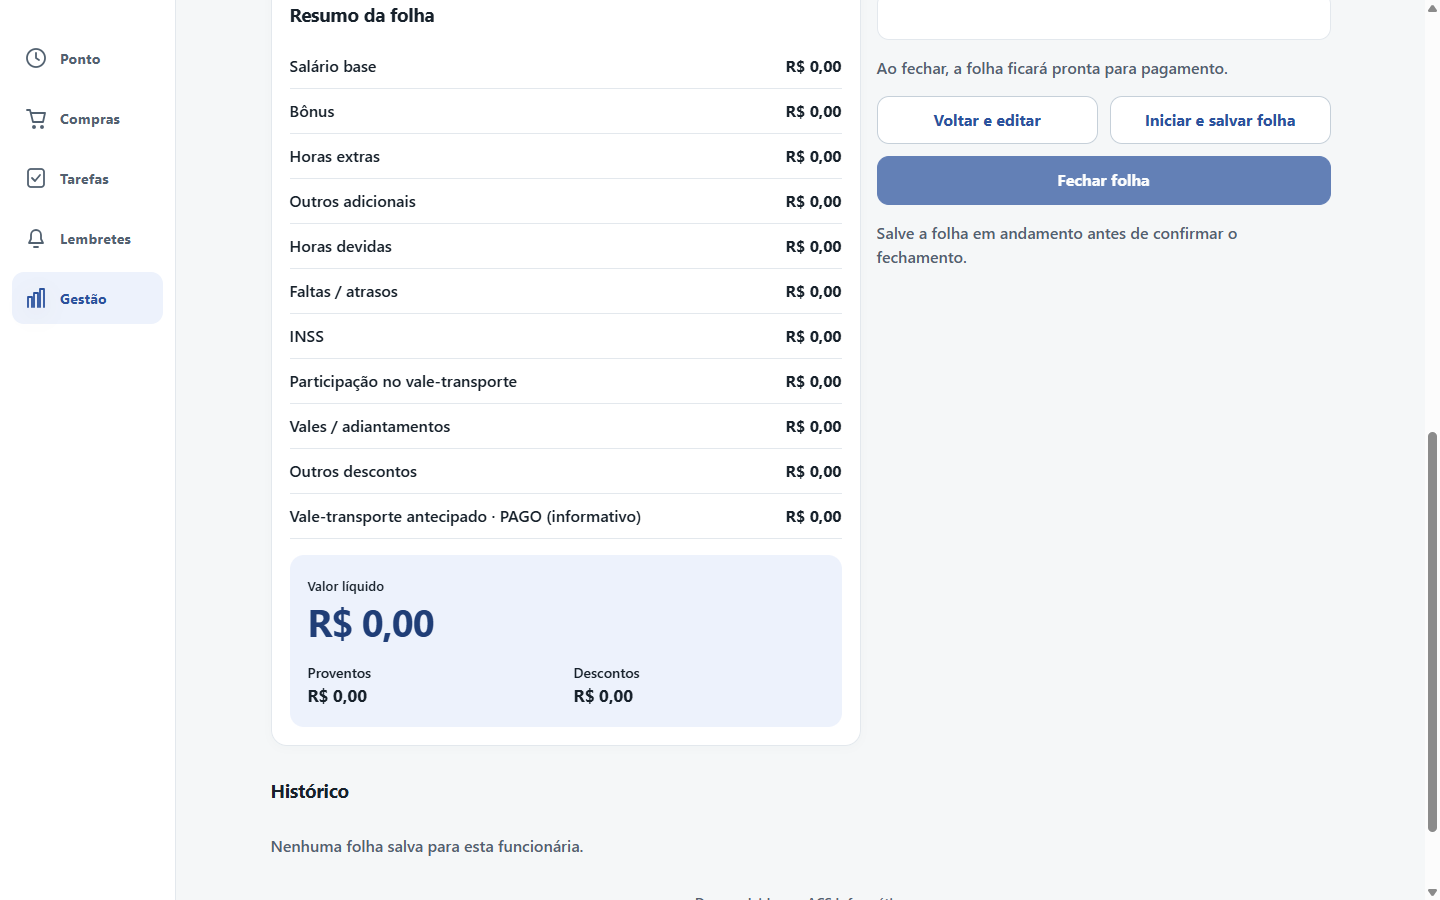 Ponto
Compras
Tarefas
Lembretes
Gestão
Resumo da folha
Salário base R$ 0,00
Bônus R$ 0,00
Horas extras R$ 0,00
Outros adicionais R$ 0,00
Horas devidas R$ 0,00
Faltas / atrasos R$ 0,00
INSS R$ 0,00
Participação no vale-transporte R$ 0,00
Vales / adiantamentos R$ 0,00
Outros descontos R$ 0,00
Vale-transporte antecipado · PAGO (informativo) R$ 0,00
Valor líquido
R$ 0,00
Proventos Descontos
R$ 0,00 R$ 0,00
Ao fechar, a folha ficará pronta para pagamento.
Voltar e editar Iniciar e salvar folha
Fechar folha
Salve a folha em andamento antes de confirmar o
fechamento.
Histórico
Nenhuma folha salva para esta funcionária.